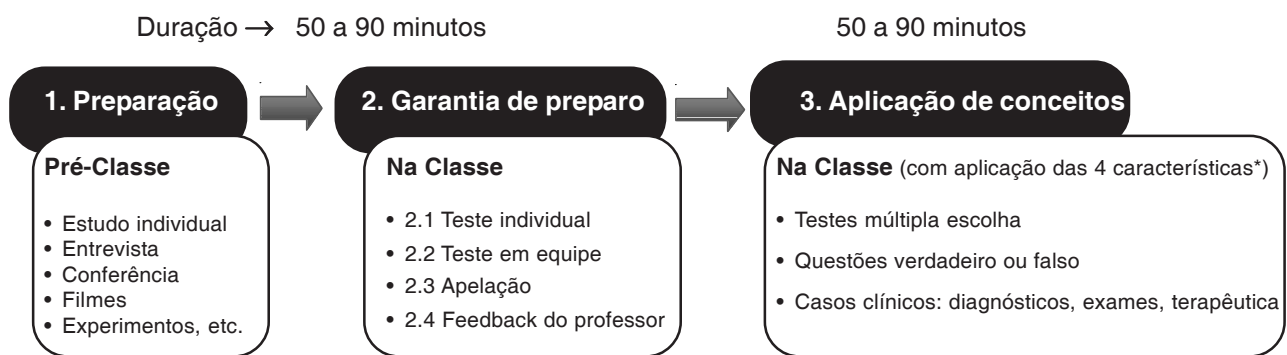 Duração → 50 a 90 minutos
50 a 90 minutos
1. Preparação
2. Garantia de preparo
3. Aplicação de conceitos
Pré-Classe
• Estudo individual
• Entrevista
• Conferência
• Filmes
• Experimentos, etc.
Na Classe
• 2.1 Teste individual
• 2.2 Teste em equipe
• 2.3 Apelação
• 2.4 Feedback do professor
Na Classe (com aplicação das 4 características*)
• Testes múltipla escolha
• Questões verdadeiro ou falso
• Casos clínicos: diagnósticos, exames, terapêutica